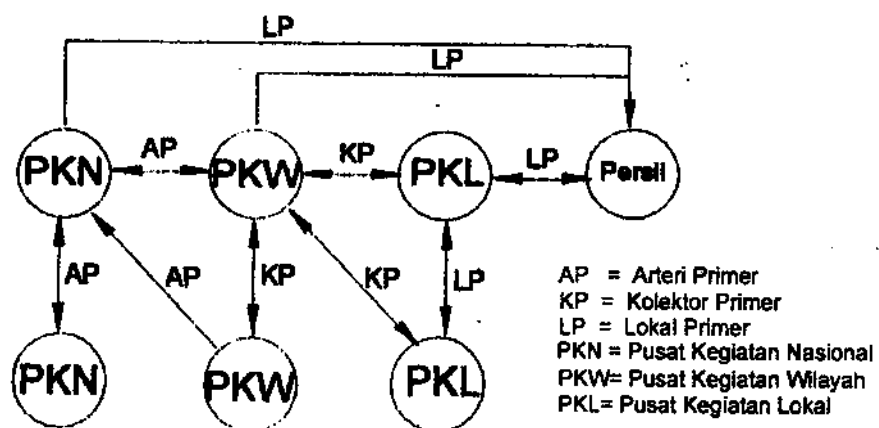 LP
LP
PKN AP PKW KP PKL LP Persil
AP AP KP KP LP
PKN PKW PKL
AP = Arteri Primer
KP = Kolektor Primer
LP = Lokal Primer
PKN = Pusat Kegiatan Nasional
PKW= Pusat Kegiatan Wilayah
PKL= Pusat Kegiatan Lokal